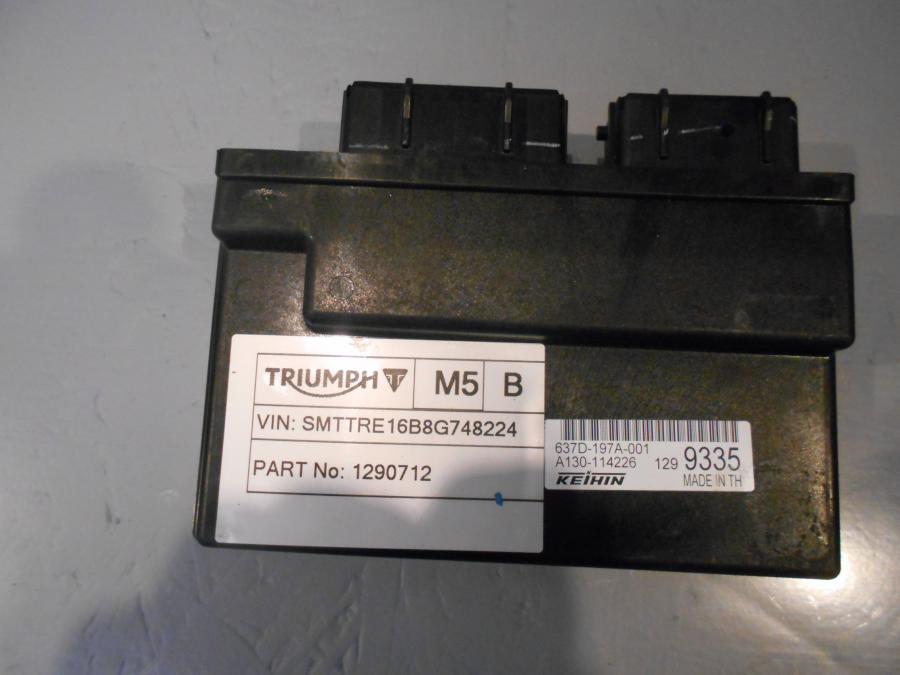 TRIUMPH M5 B
VIN: SMTTRE16B8G748224
PART No: 1290712
637D-197A-001
A130-114226 129 9335
KEIHIN MADE IN TH